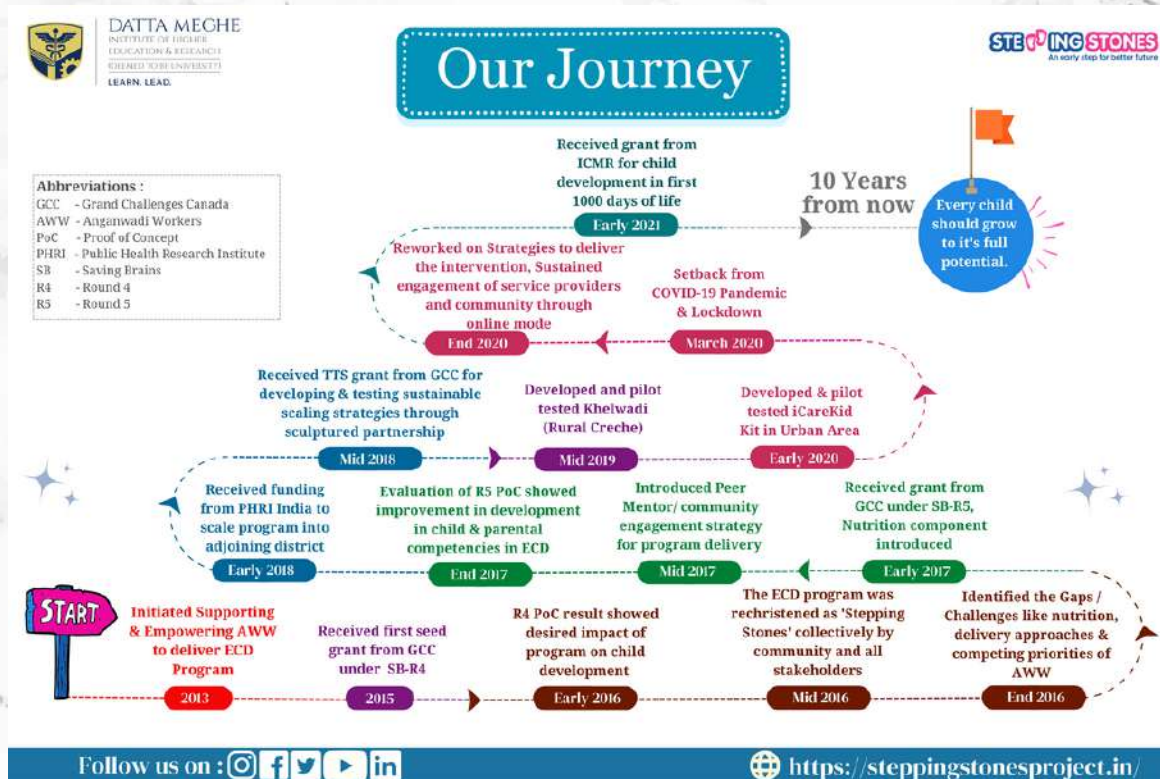 DATTA MEGHE
INSTITUTE OF HIGHER
EDUCATION & RESEARCH
(DEEMED TO BE UNIVERSITY)
LEARN. LEAD.
Our Journey
STEPPING STONES
An early step for better future
Abbreviations :
GCC - Grand Challenges Canada
AWW - Anganwadi Workers
PoC - Proof of Concept
PHRI - Public Health Research Institute
SB - Saving Brains
R4 - Round 4
R5 - Round 5
Received grant from
ICMR for child
development in first
1000 days of life
Early 2021
10 Years
from now
Every child
should grow
to it's full
potential.
Reworked on Strategies to deliver
the intervention, Sustained
engagement of service providers
and community through
online mode
End 2020
Setback from
COVID-19 Pandemic
& Lockdown
March 2020
Received TTS grant from GCC for
developing & testing sustainable
scaling strategies through
sculptured partnership
Mid 2018
Developed and pilot
tested Khelwadi
(Rural Creche)
Mid 2019
Developed & pilot
tested iCareKid
Kit in Urban Area
Early 2020
Received funding
from PHRI India to
scale program into
adjoining district
Early 2018
Evaluation of R5 PoC showed
improvement in development
in child & parental
competencies in ECD
End 2017
Introduced Peer
Mentor/ community
engagement strategy
for program delivery
Mid 2017
Received grant from
GCC under SB-R5,
Nutrition component
introduced
Early 2017
START
Initiated Supporting
& Empowering AWW
to deliver ECD
Program
2013
Received first seed
grant from GCC
under SB-R4
2015
R4 PoC result showed
desired impact of
program on child
development
Early 2016
The ECD program was
rechristened as 'Stepping
Stones' collectively by
community and all
stakeholders
Mid 2016
Identified the Gaps /
Challenges like nutrition,
delivery approaches &
competing priorities of
AWW
End 2016
Follow us on :
https://steppingstonesproject.in/